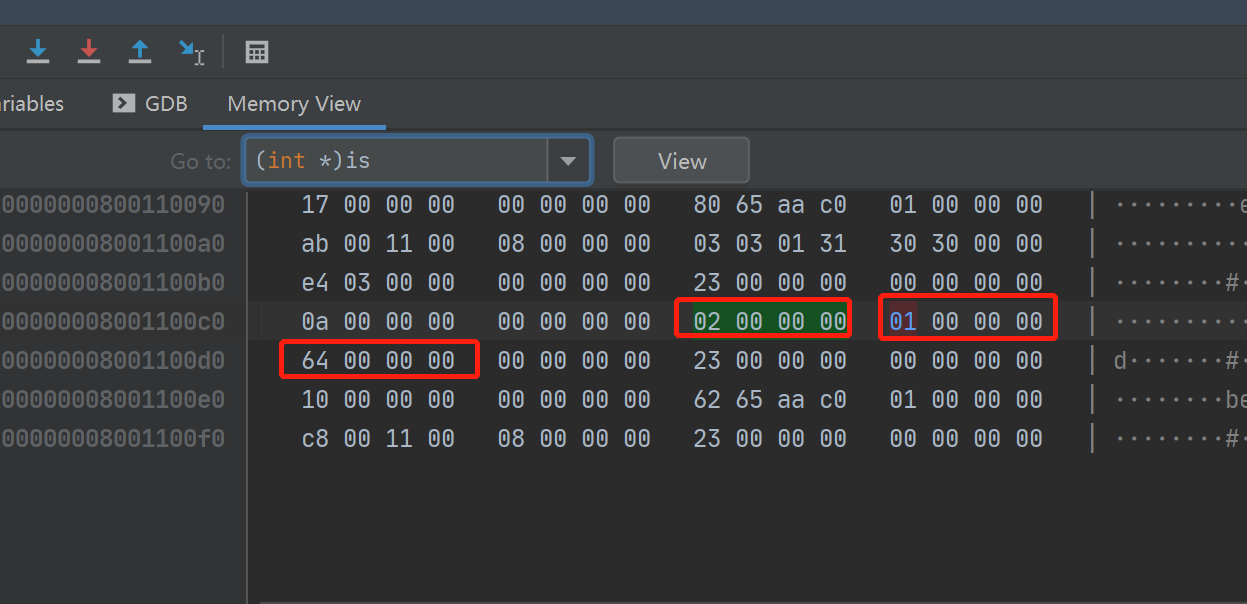 ariables GDB Memory View
Go to: (int *)is View
0000000800110090 17 00 00 00 00 00 00 00 80 65 aa c0 01 00 00 00 | ·········e
00000008001100a0 ab 00 11 00 08 00 00 00 03 03 01 31 30 30 00 00 | ··········
00000008001100b0 e4 03 00 00 00 00 00 00 23 00 00 00 00 00 00 00 | ········#·
00000008001100c0 0a 00 00 00 00 00 00 00 02 00 00 00 01 00 00 00 | ··········
00000008001100d0 64 00 00 00 00 00 00 00 23 00 00 00 00 00 00 00 | d·······#·
00000008001100e0 10 00 00 00 00 00 00 00 62 65 aa c0 01 00 00 00 | ········be
00000008001100f0 c8 00 11 00 08 00 00 00 23 00 00 00 00 00 00 00 | ········#·